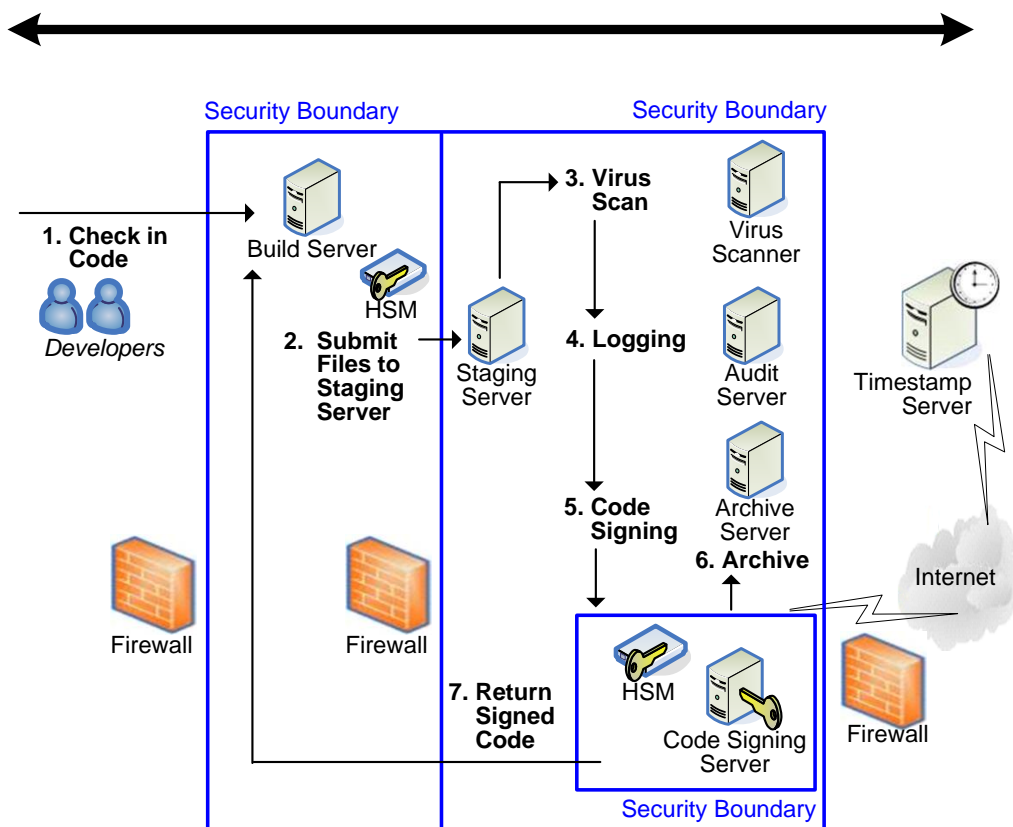 Security Boundary
Security Boundary
1. Check in
Code
Developers
Build Server
HSM
2. Submit
Files to
Staging
Server
Staging
Server
3. Virus
Scan
Virus
Scanner
4. Logging
Audit
Server
Timestamp
Server
5. Code
Signing
Archive
Server
6. Archive
Internet
Firewall
Firewall
HSM
Code Signing
Server
Firewall
7. Return
Signed
Code
Security Boundary